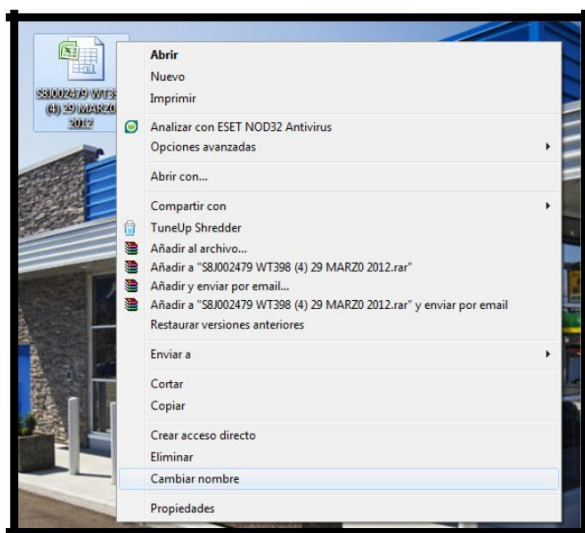 S8J002479 WT39
(4) 29 MARZ0
2012
Abrir
Nuevo
Imprimir
Analizar con ESET NOD32 Antivirus
Opciones avanzadas
Abrir con...
Compartir con
TuneUp Shredder
Añadir al archivo...
Añadir a "S8J002479 WT398 (4) 29 MARZ0 2012.rar"
Añadir y enviar por email...
Añadir a "S8J002479 WT398 (4) 29 MARZ0 2012.rar" y enviar por email
Restaurar versiones anteriores
Enviar a
Cortar
Copiar
Crear acceso directo
Eliminar
Cambiar nombre
Propiedades